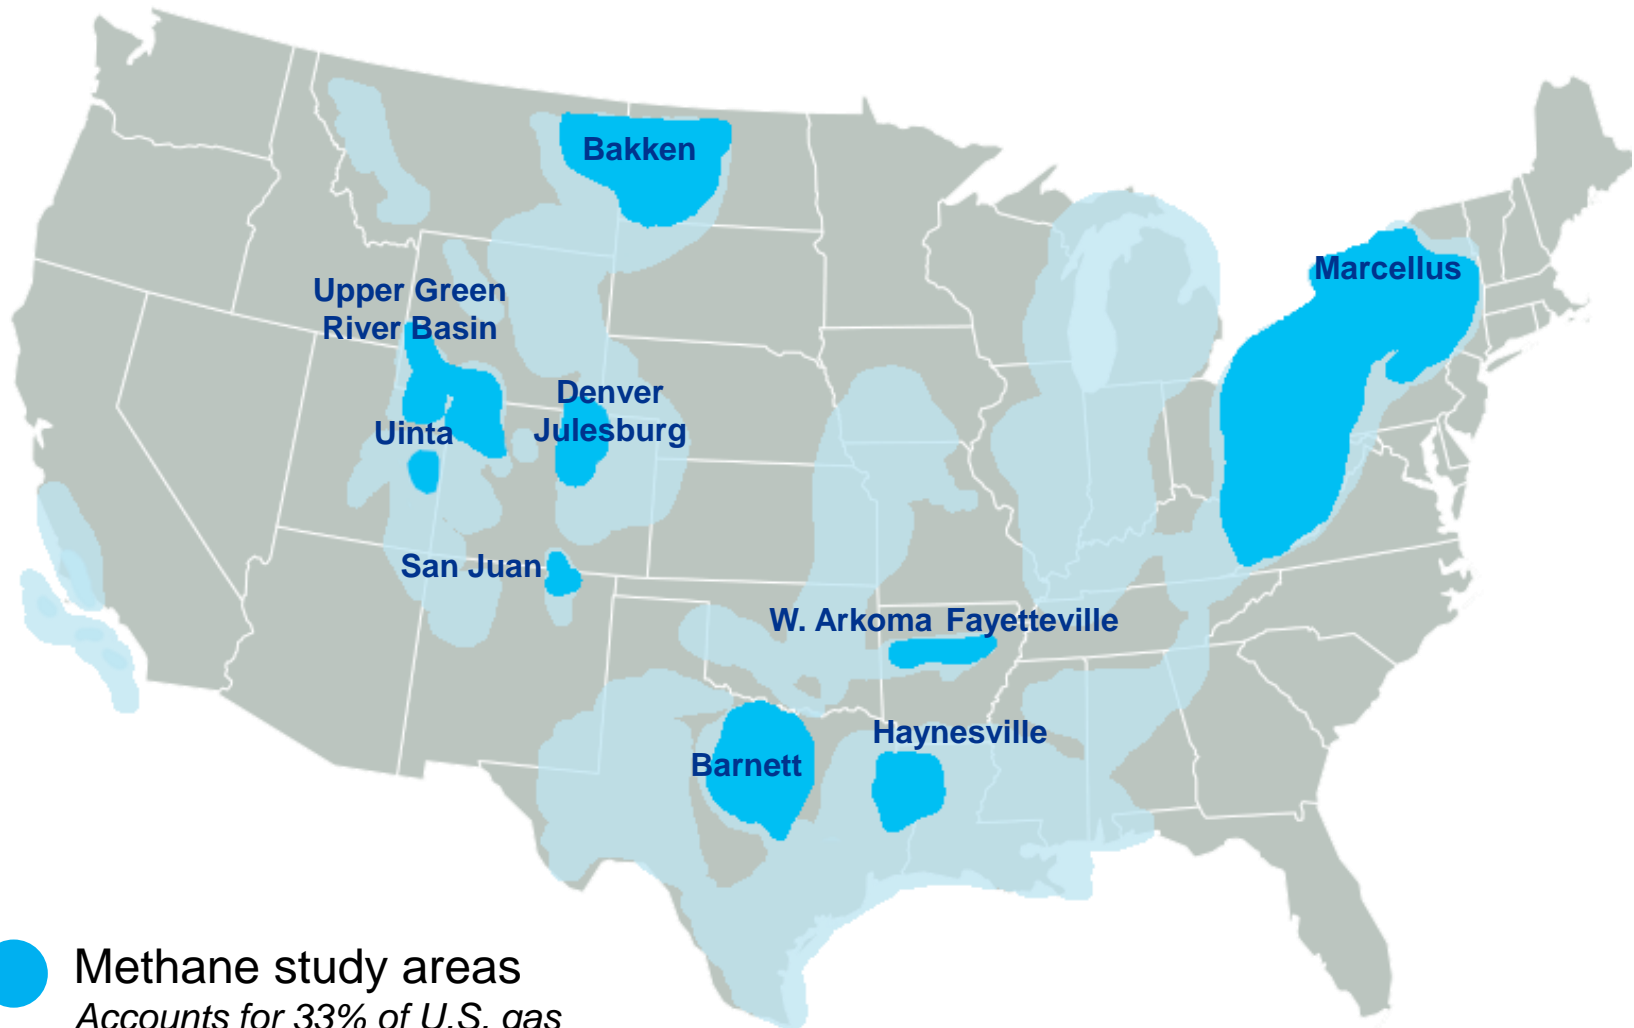 Bakken
Marcellus
Upper Green
River Basin
Denver
Julesburg
Uinta
San Juan
W. Arkoma Fayetteville
Haynesville
Barnett
Methane study areas
Accounts for 33% of U.S. gas